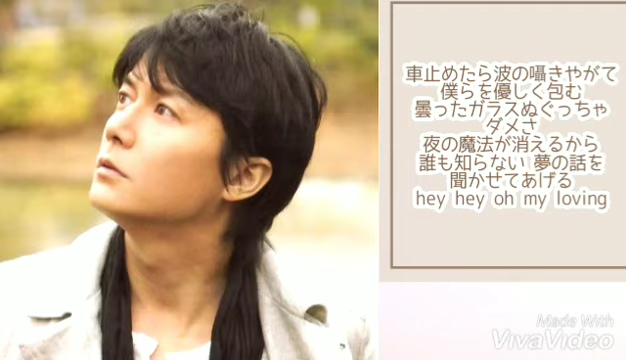 車止めたら波の囁きやがて
僕らを優しく包む
曇ったガラスぬぐっちゃ
ダメさ
夜の魔法が消えるから
誰も知らない 夢の話を
聞かせてあげる
hey hey oh my loving
Made With
VivaVideo